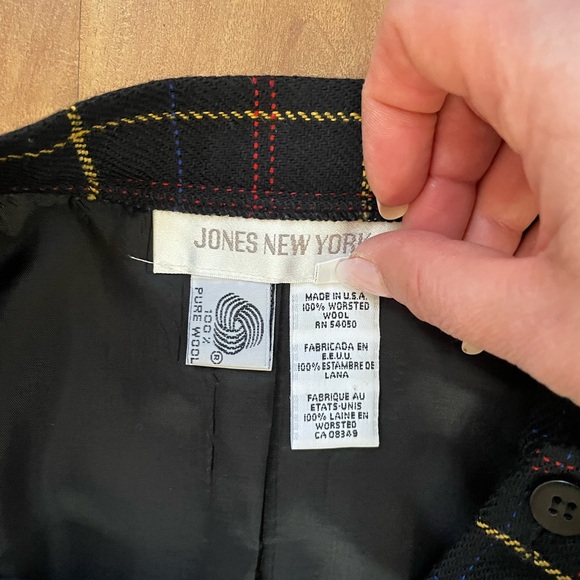 JONES NEW YORK
100%
PURE WOOL
®
MADE IN U.S.A.
100% WORSTED
WOOL
RN 54050
FABRICADA EN
E.E.U.U.
100% ESTAMBRE DE
LANA
FABRIQUE AU
ETATS-UNIS
100% LAINE EN
WORSTED
CA 08349